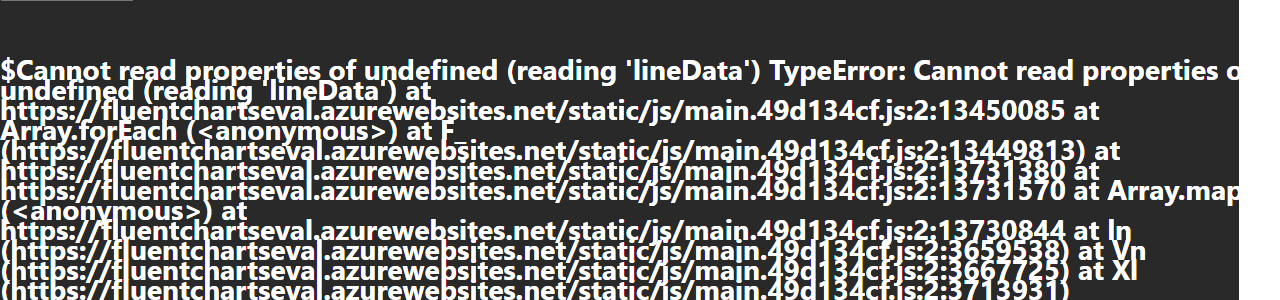 $Cannot read properties of undefined (reading 'lineData') TypeError: Cannot read properties o
undefined (reading 'lineData') at
https://fluentchartseval.azurewebsites.net/static/js/main.49d134cf.js:2:13450085 at
Array.forEach (<anonymous>) at F_
(https://fluentchartseval.azurewebsites.net/static/js/main.49d134cf.js:2:13449813) at
https://fluentchartseval.azurewebsites.net/static/js/main.49d134cf.js:2:13731380 at
https://fluentchartseval.azurewebsites.net/static/js/main.49d134cf.js:2:13731570 at Array.map
(<anonymous>) at
https://fluentchartseval.azurewebsites.net/static/js/main.49d134cf.js:2:13730844 at ln
(https://fluentchartseval.azurewebsites.net/static/js/main.49d134cf.js:2:3659538) at Vn
(https://fluentchartseval.azurewebsites.net/static/js/main.49d134cf.js:2:3667725) at Xl
(https://fluentchartseval.azurewebsites.net/static/js/main.49d134cf.js:2:3713931)